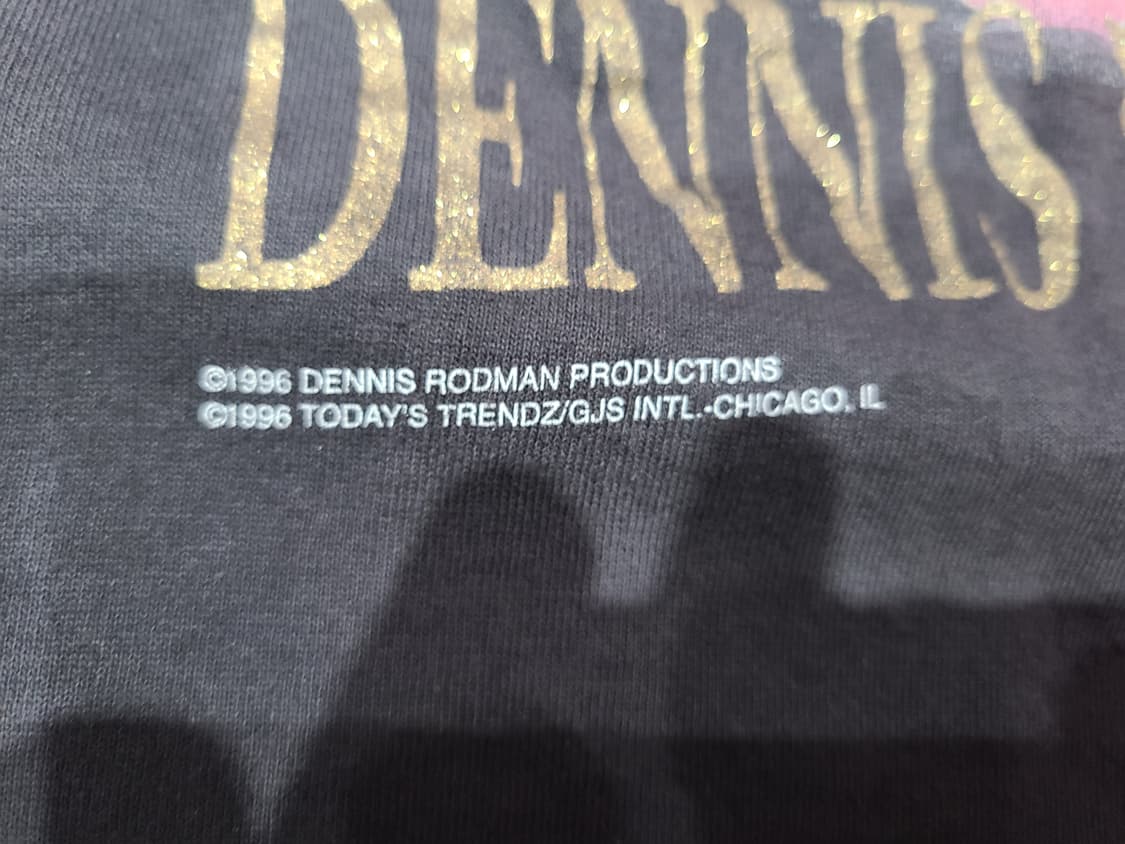 DENNIS
©1996 DENNIS RODMAN PRODUCTIONS
©1996 TODAY'S TRENDZ/GJS INTL.-CHICAGO, IL